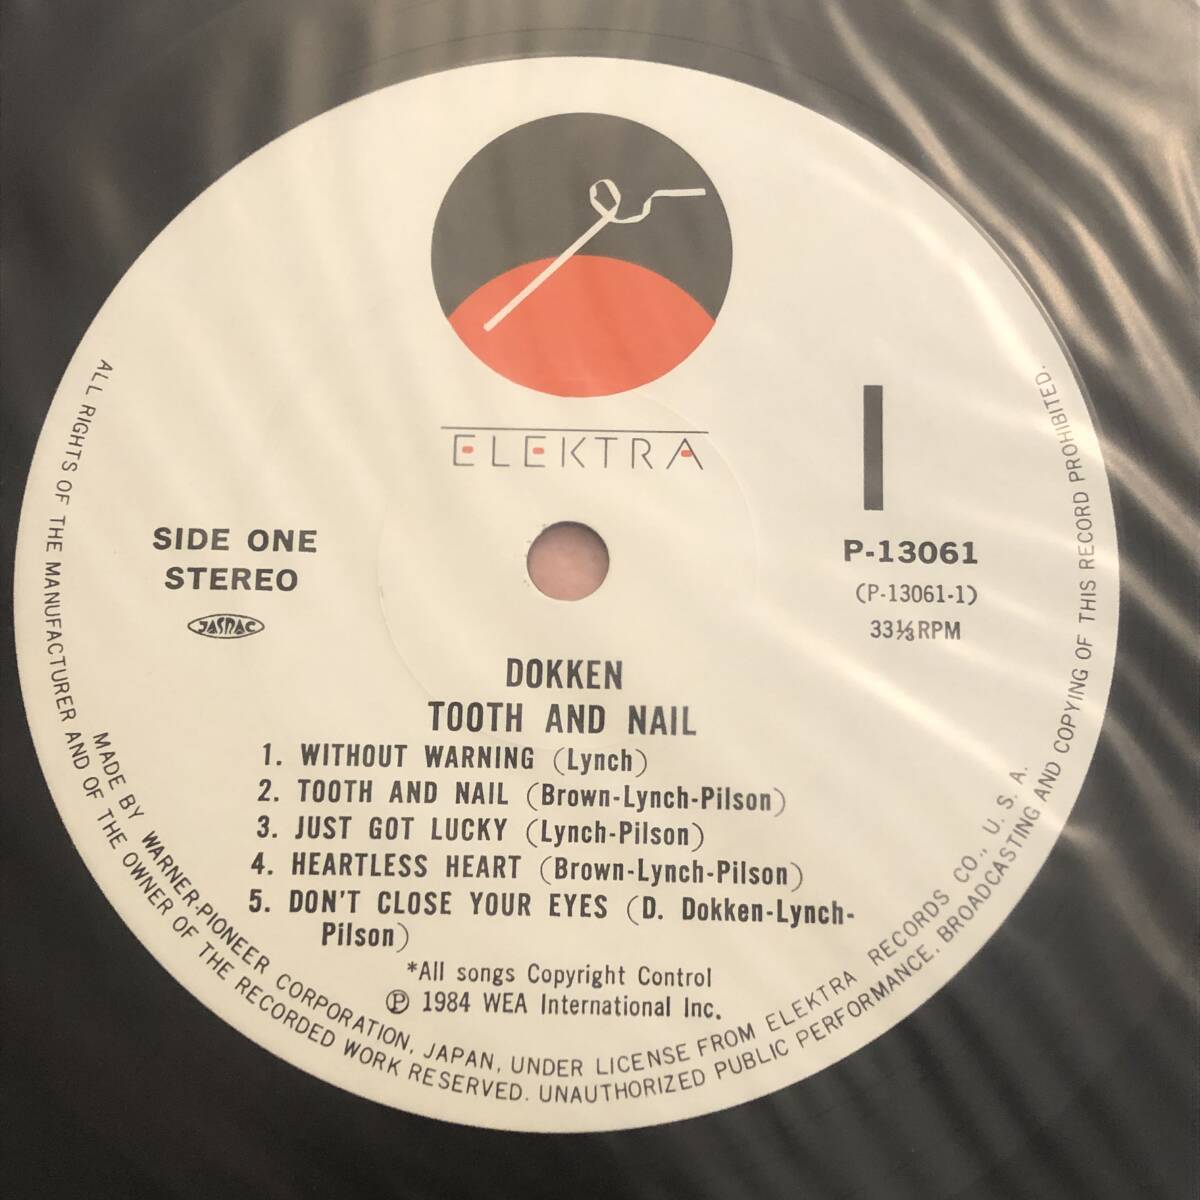 ELEKTRA
SIDE ONE
STEREO
JASRAC
I
P-13061
(P-13061-1)
33⅓RPM
DOKKEN
TOOTH AND NAIL
1. WITHOUT WARNING (Lynch)
2. TOOTH AND NAIL (Brown-Lynch-Pilson)
3. JUST GOT LUCKY (Lynch-Pilson)
4. HEARTLESS HEART (Brown-Lynch-Pilson)
5. DON'T CLOSE YOUR EYES (D. Dokken-Lynch-
Pilson)
*All songs Copyright Control
Ⓟ 1984 WEA International Inc.
MADE BY WARNER-PIONEER CORPORATION, JAPAN, UNDER LICENSE FROM ELEKTRA RECORDS CO., U. S. A.
ALL RIGHTS OF THE MANUFACTURER AND OF THE OWNER OF THE RECORDED WORK RESERVED. UNAUTHORIZED PUBLIC PERFORMANCE, BROADCASTING AND COPYING OF THIS RECORD PROHIBITED.